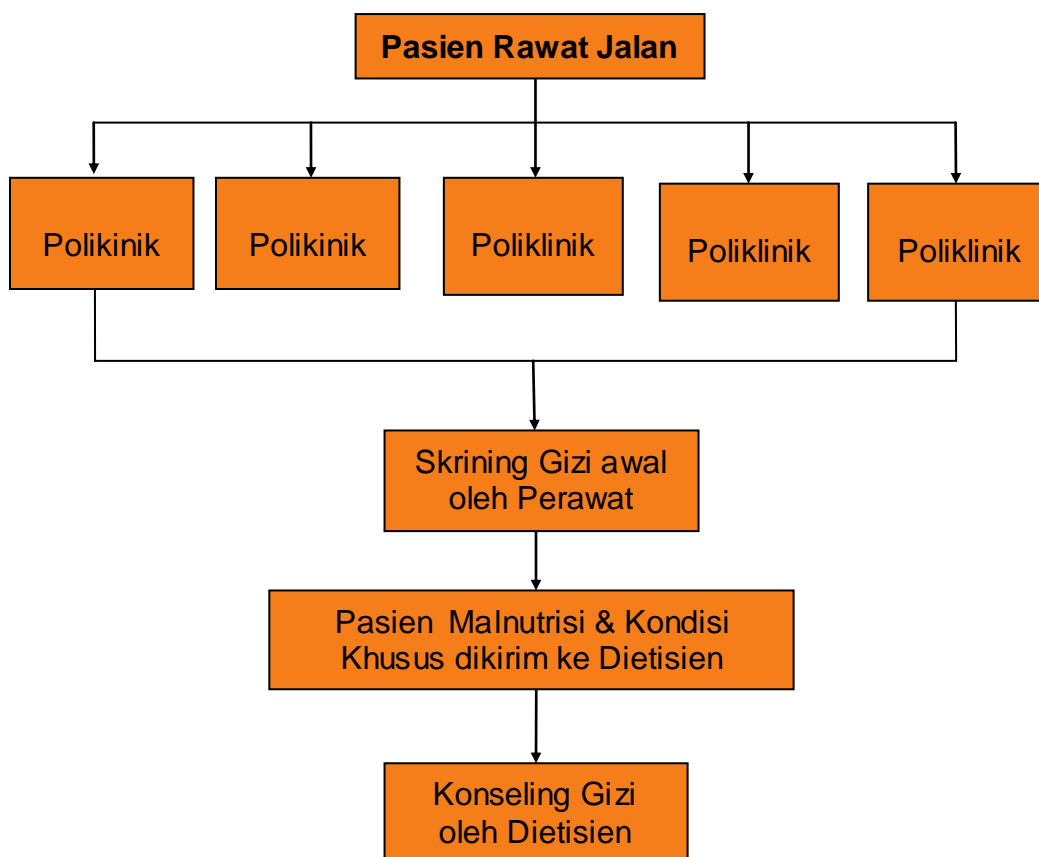 Pasien Rawat Jalan
Polikinik
Polikinik
Poliklinik
Poliklinik
Poliklinik
Skrining Gizi awal
oleh Perawat
Pasien Malnutrisi & Kondisi
Khusus dikirim ke Dietisien
Konseling Gizi
oleh Dietisien